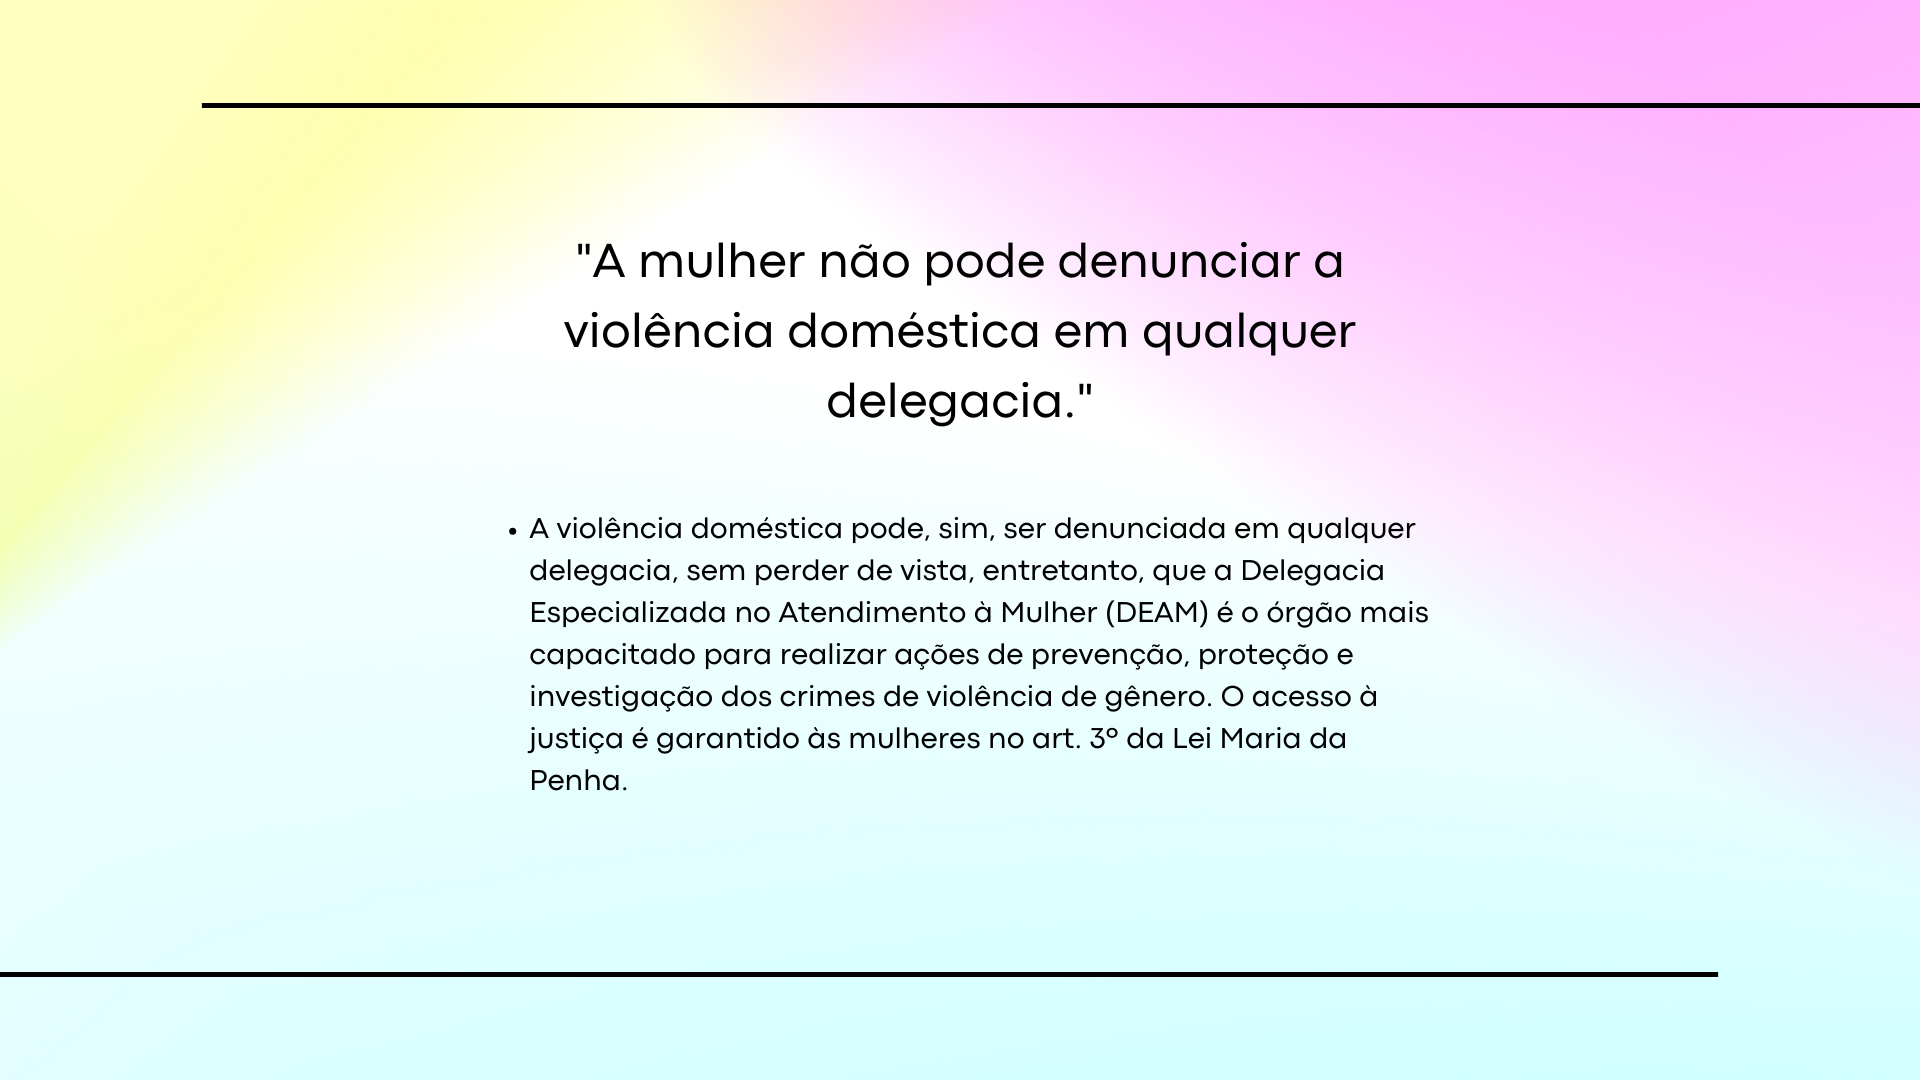 "A mulher não pode denunciar a
violência doméstica em qualquer
delegacia."
• A violência doméstica pode, sim, ser denunciada em qualquer
delegacia, sem perder de vista, entretanto, que a Delegacia
Especializada no Atendimento à Mulher (DEAM) é o órgão mais
capacitado para realizar ações de prevenção, proteção e
investigação dos crimes de violência de gênero. O acesso à
justiça é garantido às mulheres no art. 3º da Lei Maria da
Penha.